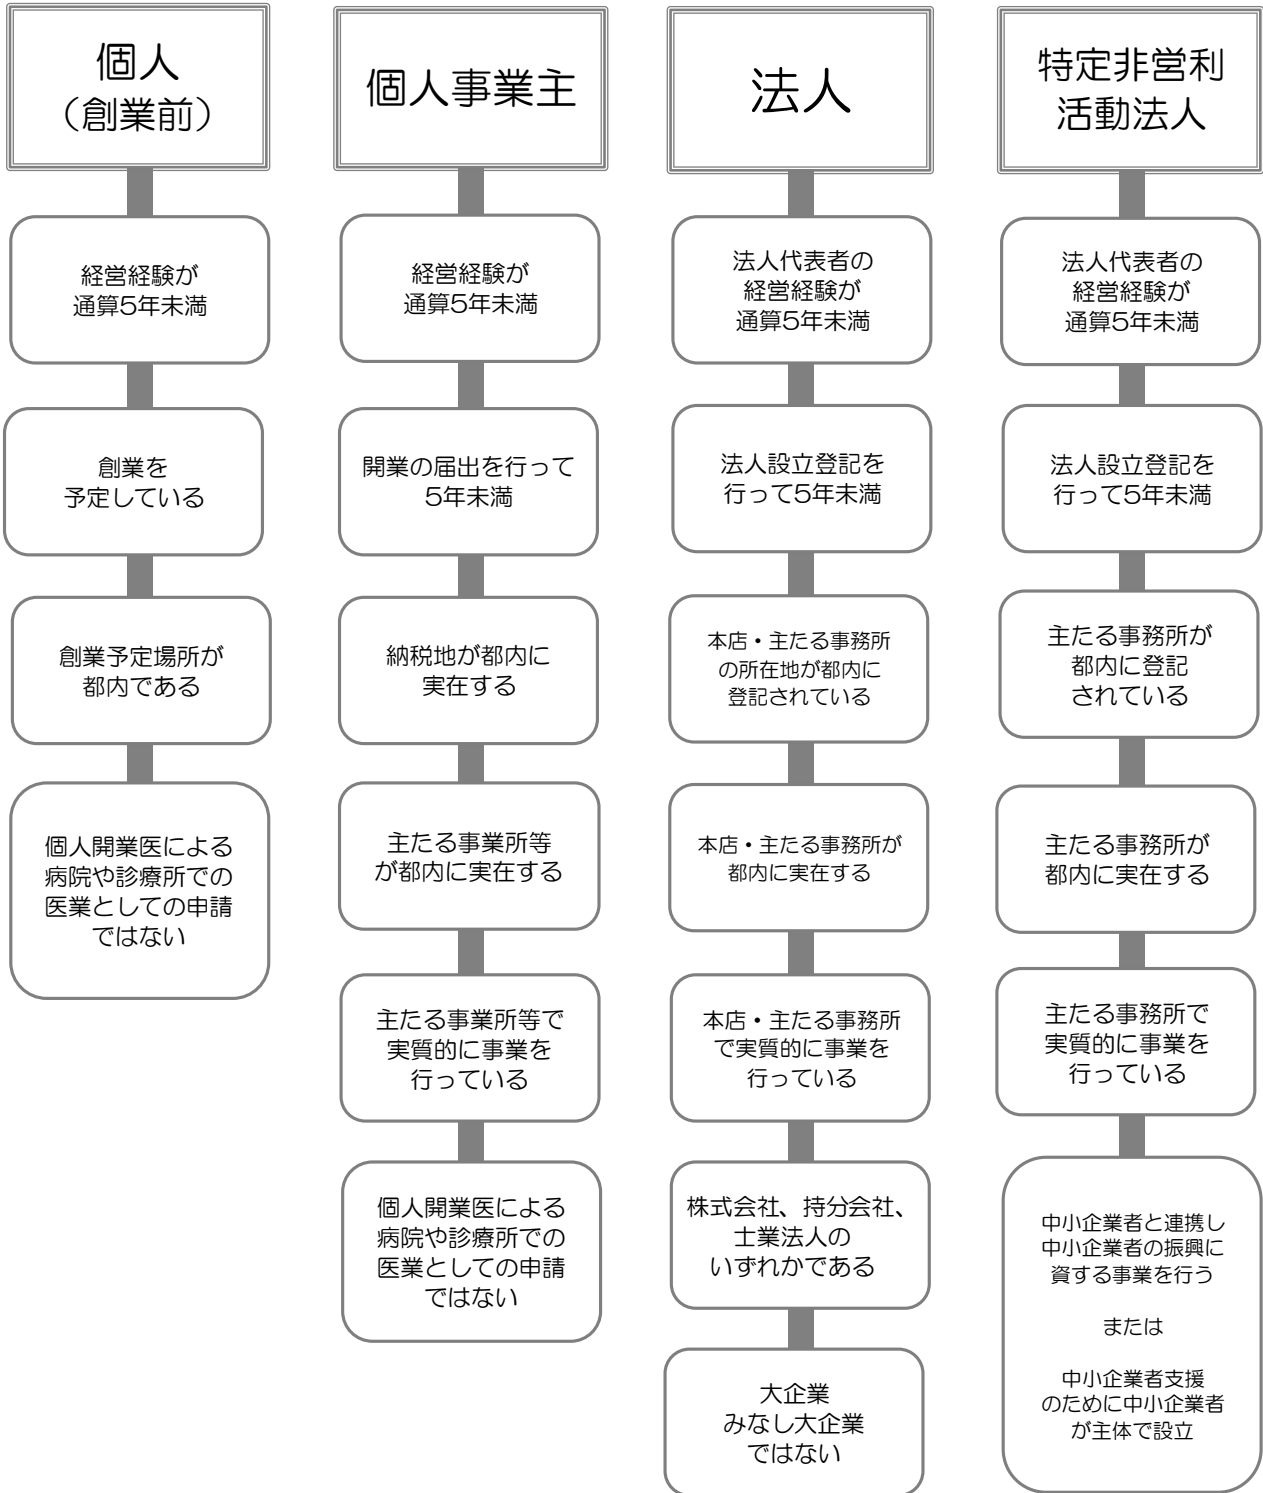 個人
（創業前）
経営経験が
通算5年未満
創業を
予定している
創業予定場所が
都内である
個人開業医による
病院や診療所での
医業としての申請
ではない
個人事業主
経営経験が
通算5年未満
開業の届出を行って
5年未満
納税地が都内に
実在する
主たる事業所等
が都内に実在する
主たる事業所等で
実質的に事業を
行っている
個人開業医による
病院や診療所での
医業としての申請
ではない
法人
法人代表者の
経営経験が
通算5年未満
法人設立登記を
行って5年未満
本店・主たる事務所
の所在地が都内に
登記されている
本店・主たる事務所が
都内に実在する
本店・主たる事務所
で実質的に事業を
行っている
株式会社、持分会社、
士業法人の
いずれかである
大企業
みなし大企業
ではない
特定非営利
活動法人
法人代表者の
経営経験が
通算5年未満
法人設立登記を
行って5年未満
主たる事務所が
都内に登記
されている
主たる事務所が
都内に実在する
主たる事務所で
実質的に事業を
行っている
中小企業者と連携し
中小企業者の振興に
資する事業を行う
または
中小企業者支援
のために中小企業者
が主体で設立